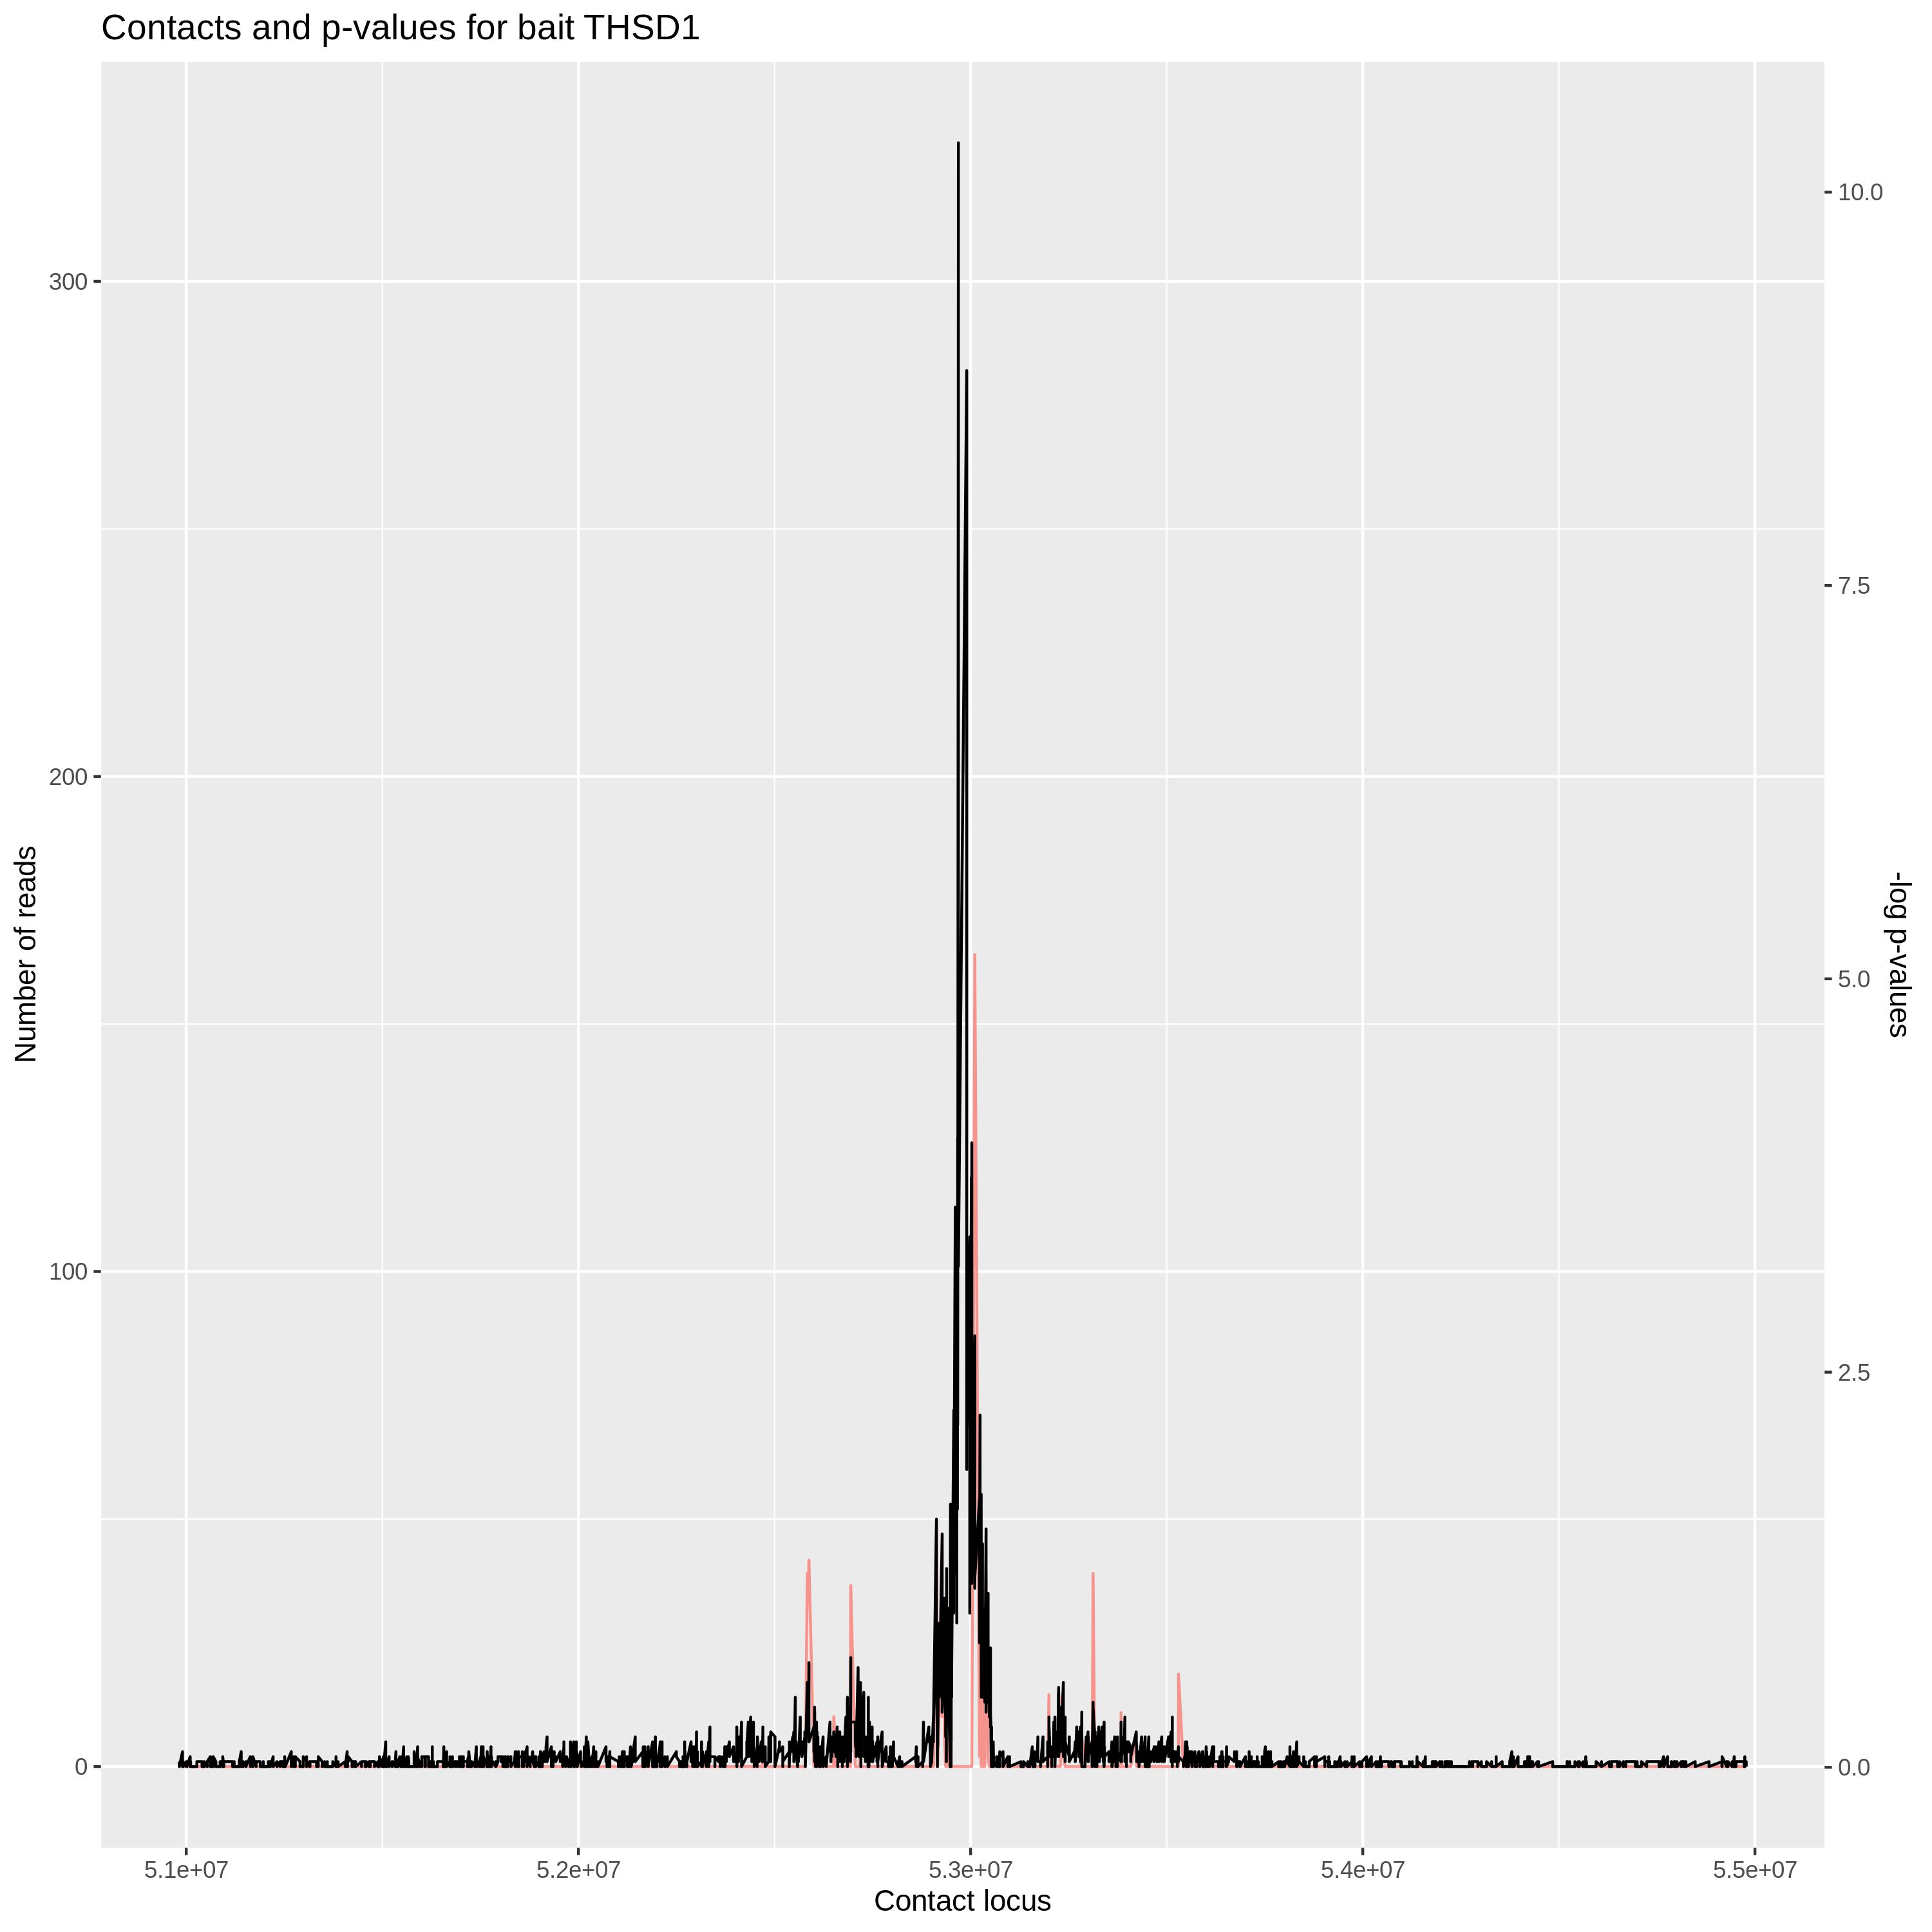 Contacts and p-values for bait THSD1
Number of reads
300
200
100
0
10.0
7.5
5.0
2.5
0.0
-log p-values
5.1e+07
5.2e+07
5.3e+07
5.4e+07
5.5e+07
Contact locus